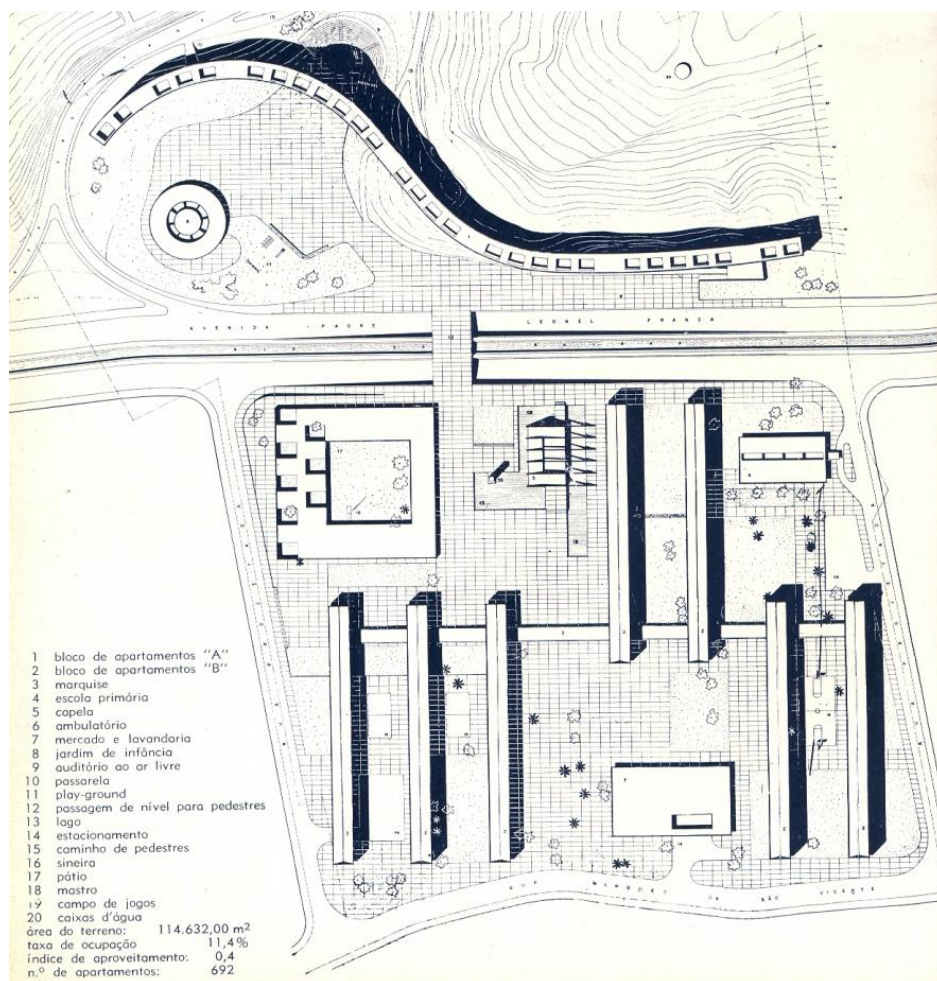 AVENIDA PADRE LEONEL FRANCA
RUA MARQUES DE SÃO VICENTE
1 bloco de apartamentos "A"
2 bloco de apartamentos "B"
3 marquise
4 escola primária
5 capela
6 ambulatório
7 mercado e lavandaria
8 jardim de infância
9 auditório ao ar livre
10 passarela
11 play-ground
12 passagem de nivel para pedestres
13 lago
14 estacionamento
15 caminho de pedestres
16 sineira
17 pátio
18 mastro
19 campo de jogos
20 caixas d'água
área do terreno: 114.632,00 m²
taxa de ocupação 11,4%
índice de aproveitamento: 0,4
n.º de apartamentos: 692